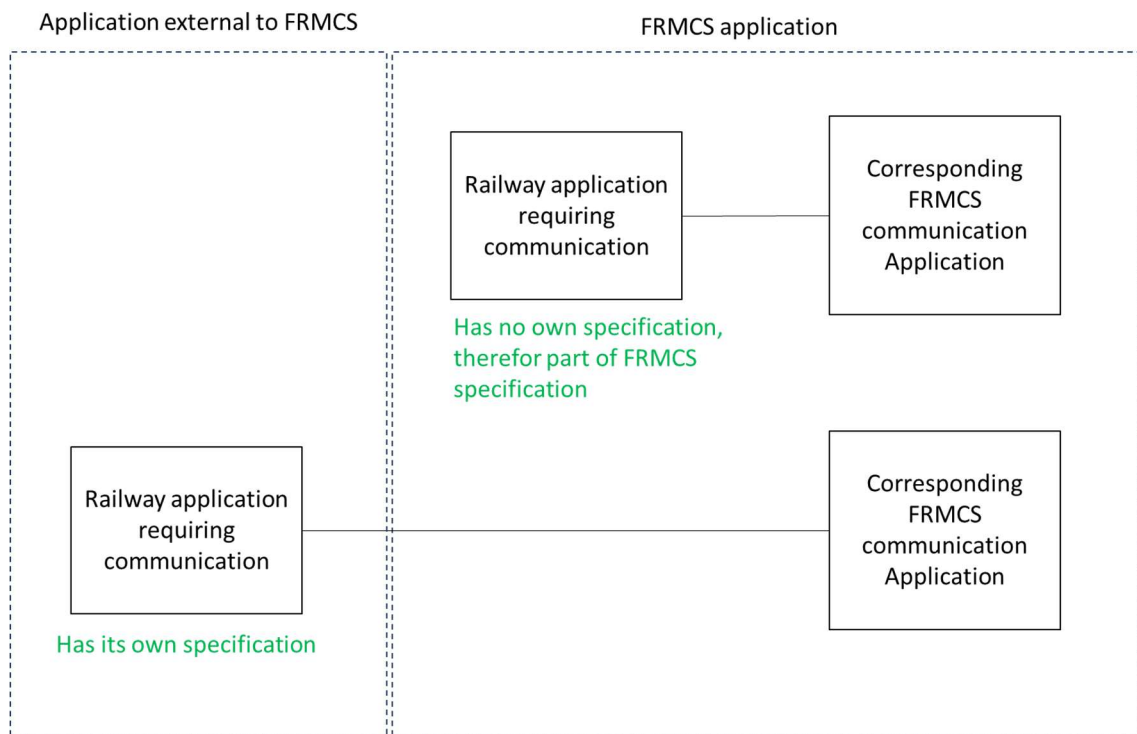 Application external to FRMCS
FRMCS application
Railway application
requiring
communication
Corresponding
FRMCS
communication
Application
Has no own specification,
therefor part of FRMCS
specification
Railway application
requiring
communication
Corresponding
FRMCS
communication
Application
Has its own specification